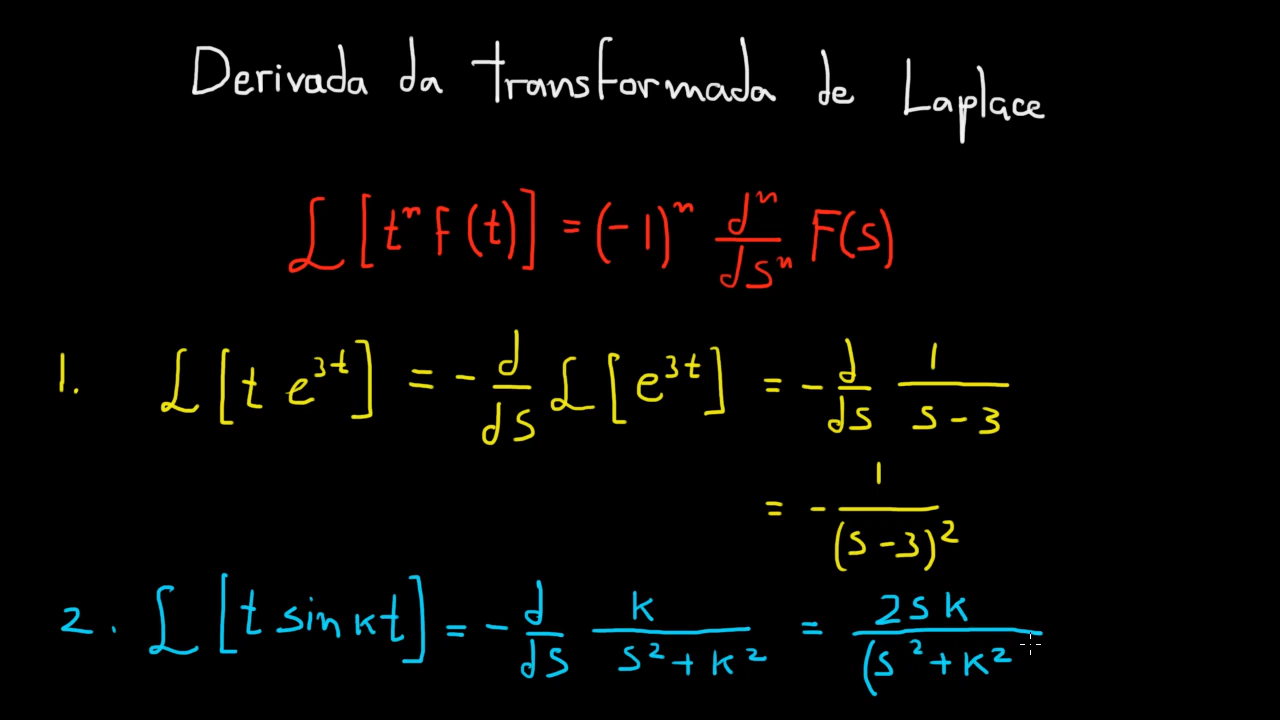 Derivada da transformada de Laplace
ℒ[tⁿ f(t)] = (-1)ⁿ dⁿ/dsⁿ F(s)
1. ℒ[t e³ᵗ] = - d/ds ℒ[e³ᵗ] = - d/ds 1/(s-3)
= - 1/(s-3)²
2. ℒ[t sin kt] = - d/ds k/(s²+k²) = 2sk/(s²+k²